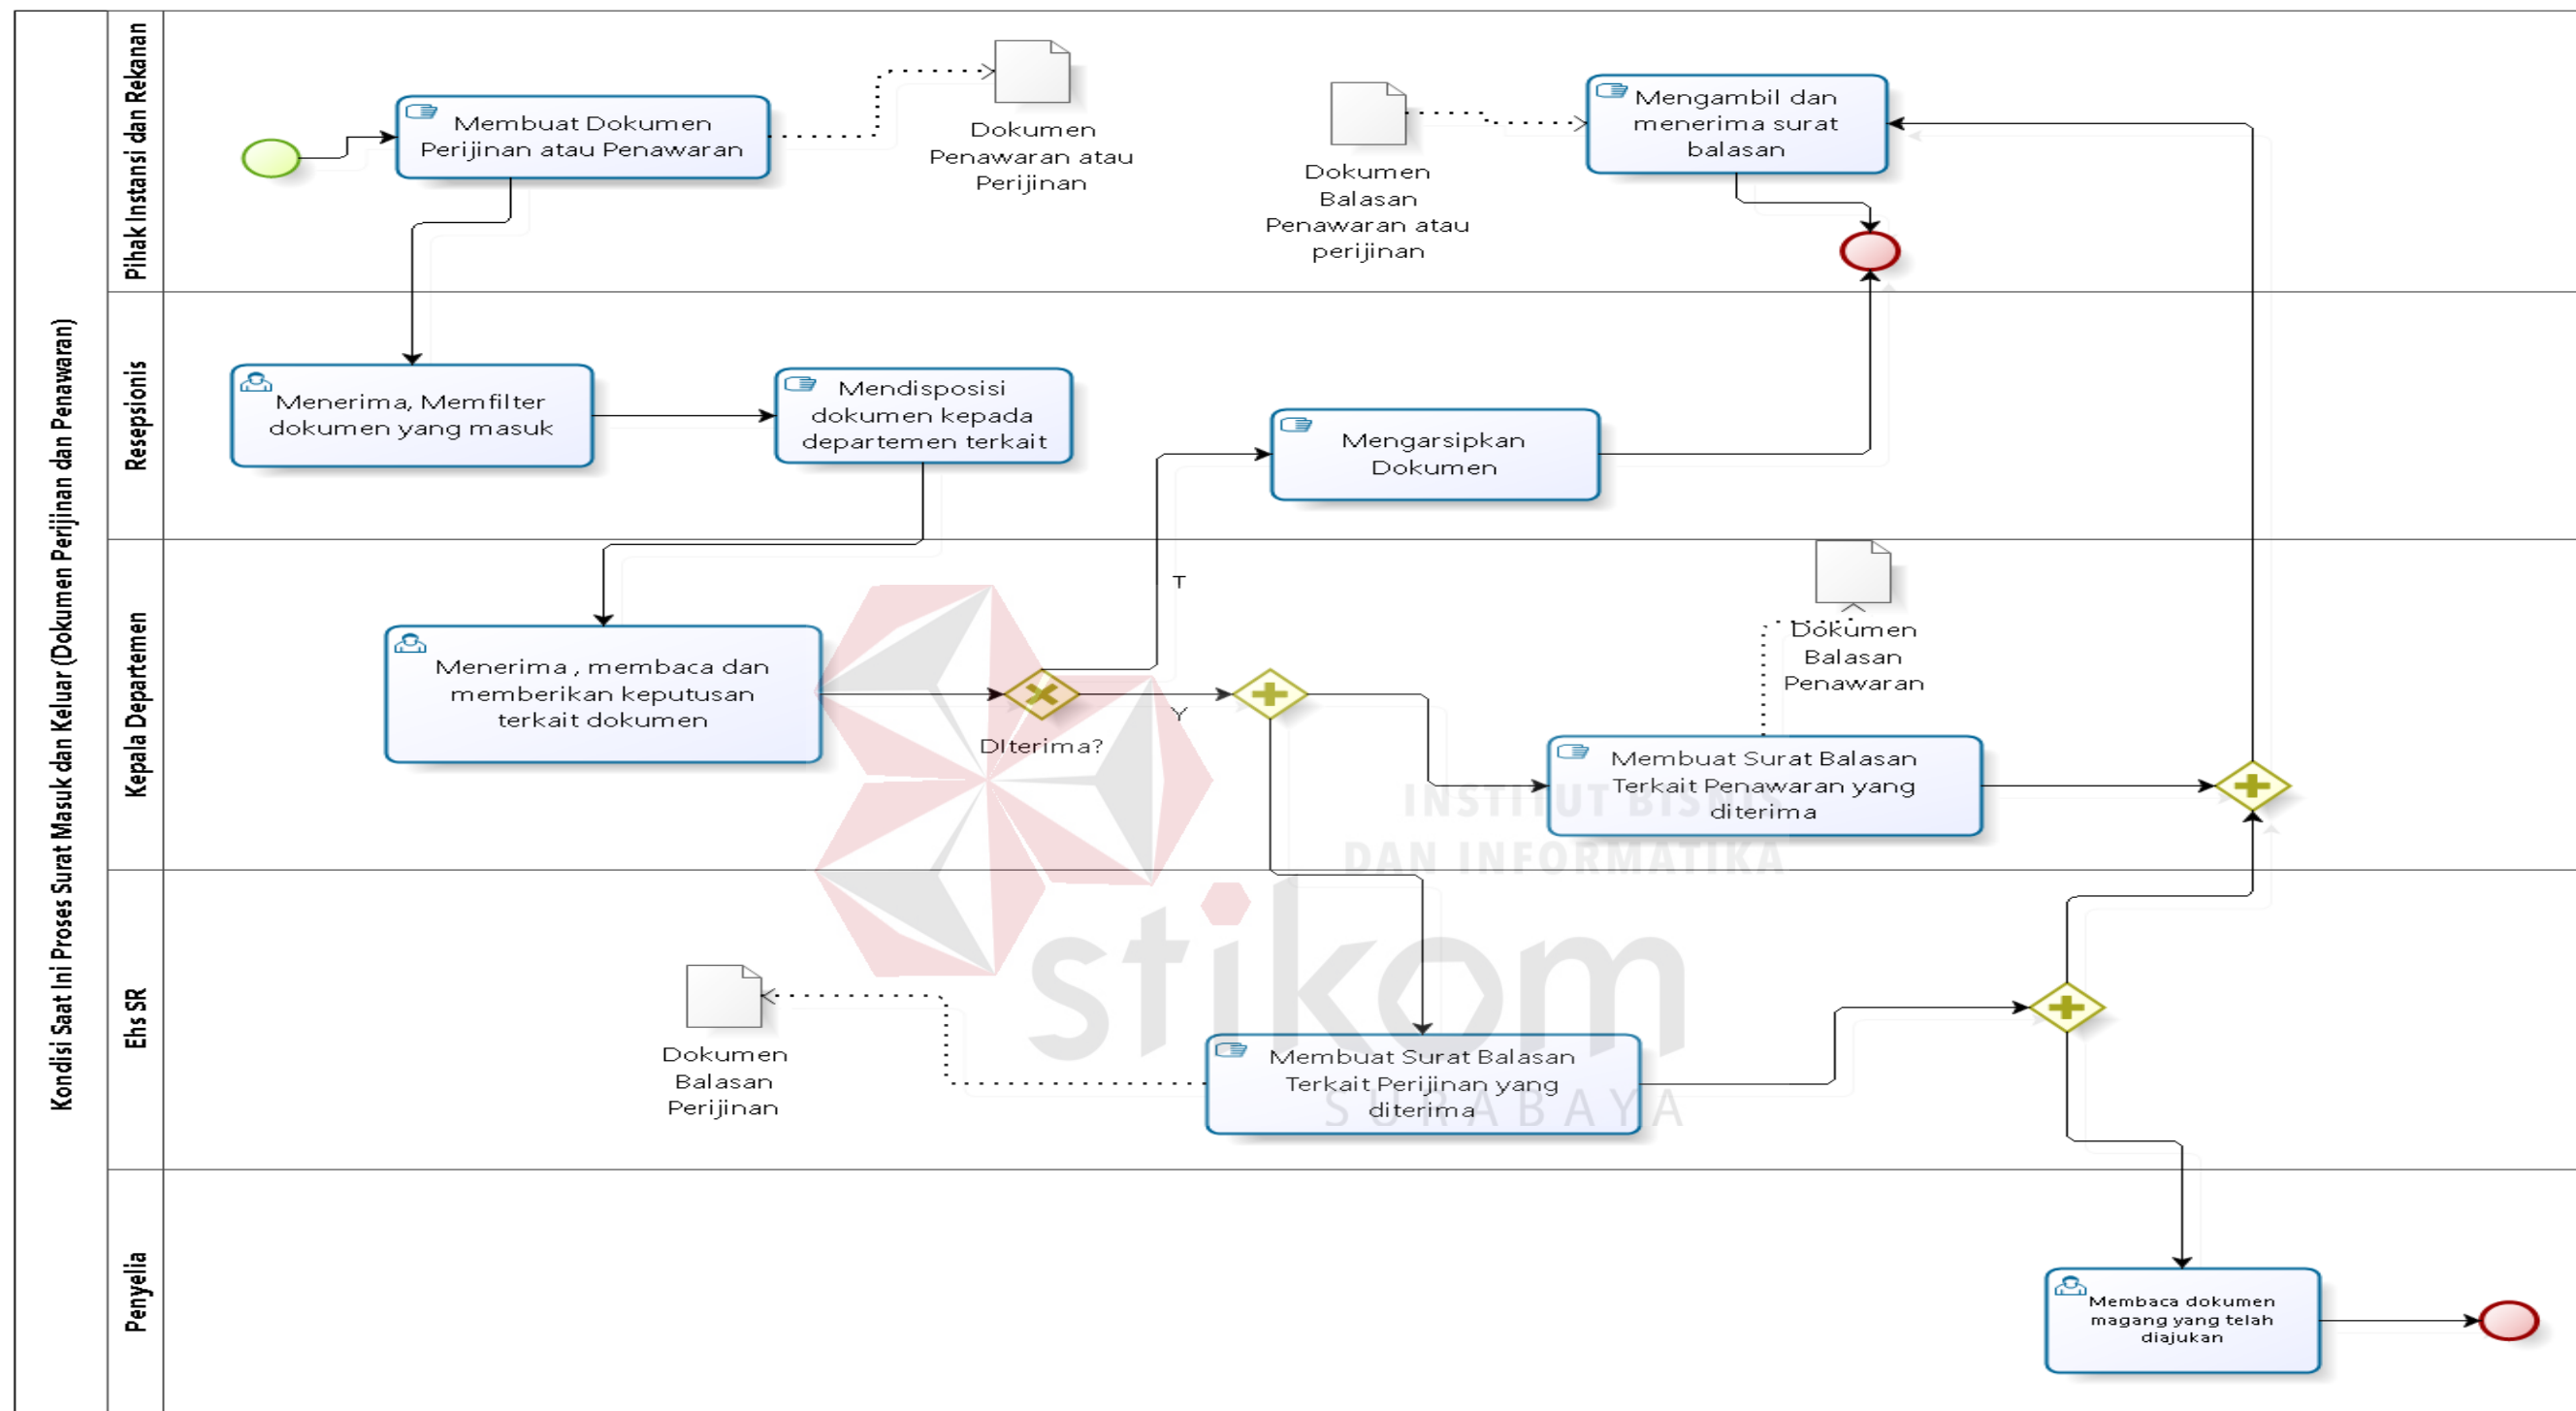 Kondisi Saat Ini Proses Surat Masuk dan Keluar (Dokumen Perijinan dan Penawaran)
Pihak Instansi dan Rekanan
Membuat Dokumen
Perijinan atau Penawaran
Dokumen
Penawaran atau
Perijinan
Dokumen
Balasan
Penawaran atau
perijinan
Mengambil dan
menerima surat
balasan
Resepsionis
Menerima, Memfilter
dokumen yang masuk
Mendisposisi
dokumen kepada
departemen terkait
Mengarsipkan
Dokumen
Kepala Departemen
Menerima , membaca dan
memberikan keputusan
terkait dokumen
DIterima?
T
Y
Dokumen
Balasan
Penawaran
Membuat Surat Balasan
Terkait Penawaran yang
diterima
INSTITUT BISNIS
DAN INFORMATIKA
stikom
SURABAYA
Ehs SR
Dokumen
Balasan
Perijinan
Membuat Surat Balasan
Terkait Perijinan yang
diterima
Penyelia
Membaca dokumen
magang yang telah
diajukan